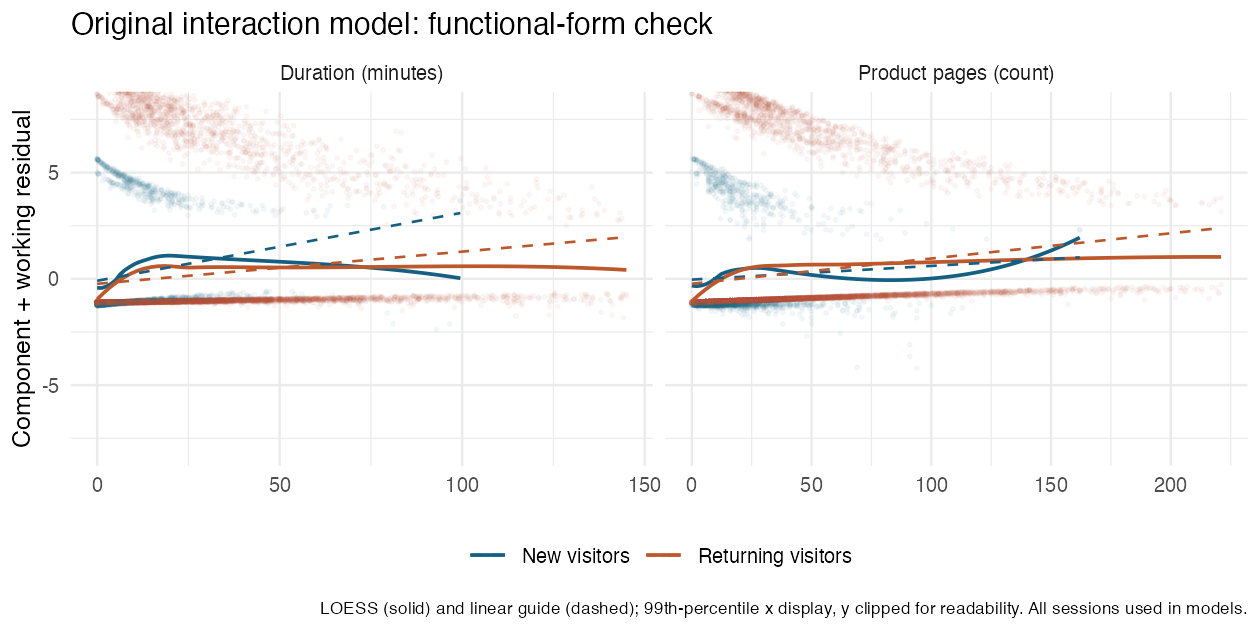 Original interaction model: functional-form check
Duration (minutes)
Product pages (count)
Component + working residual
5
0
-5
0 50 100 150
0 50 100 150 200
New visitors Returning visitors
LOESS (solid) and linear guide (dashed); 99th-percentile x display, y clipped for readability. All sessions used in models.